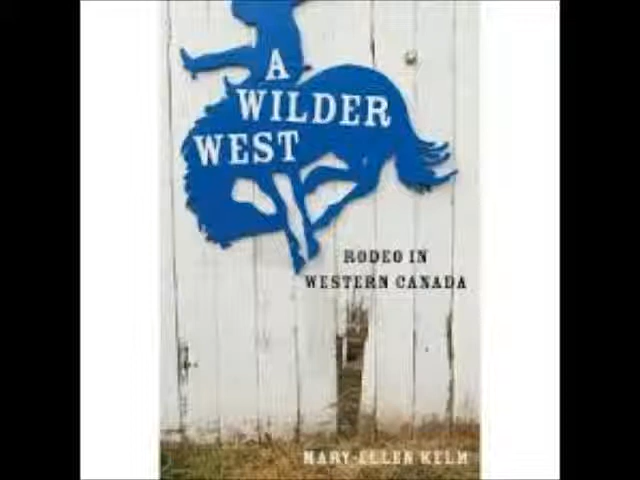 A
WILDER
WEST
RODEO IN
WESTERN CANADA
MARY-ELLEN KELM